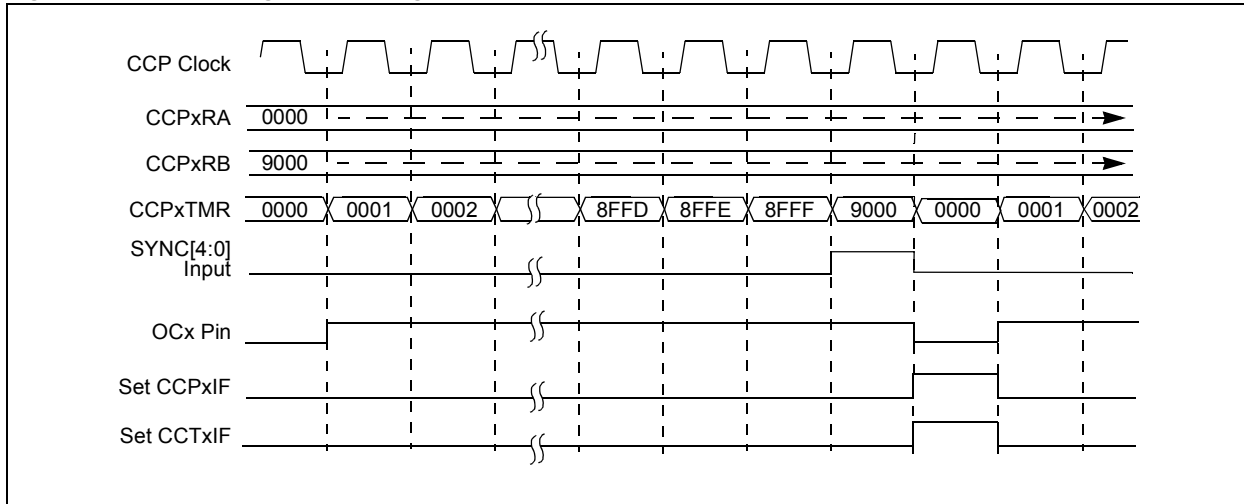 CCP Clock
CCPxRA 0000
CCPxRB 9000
CCPxTMR 0000 0001 0002 8FFD 8FFE 8FFF 9000 0000 0001 0002
SYNC[4:0]
Input
OCx Pin
Set CCPxIF
Set CCTxIF